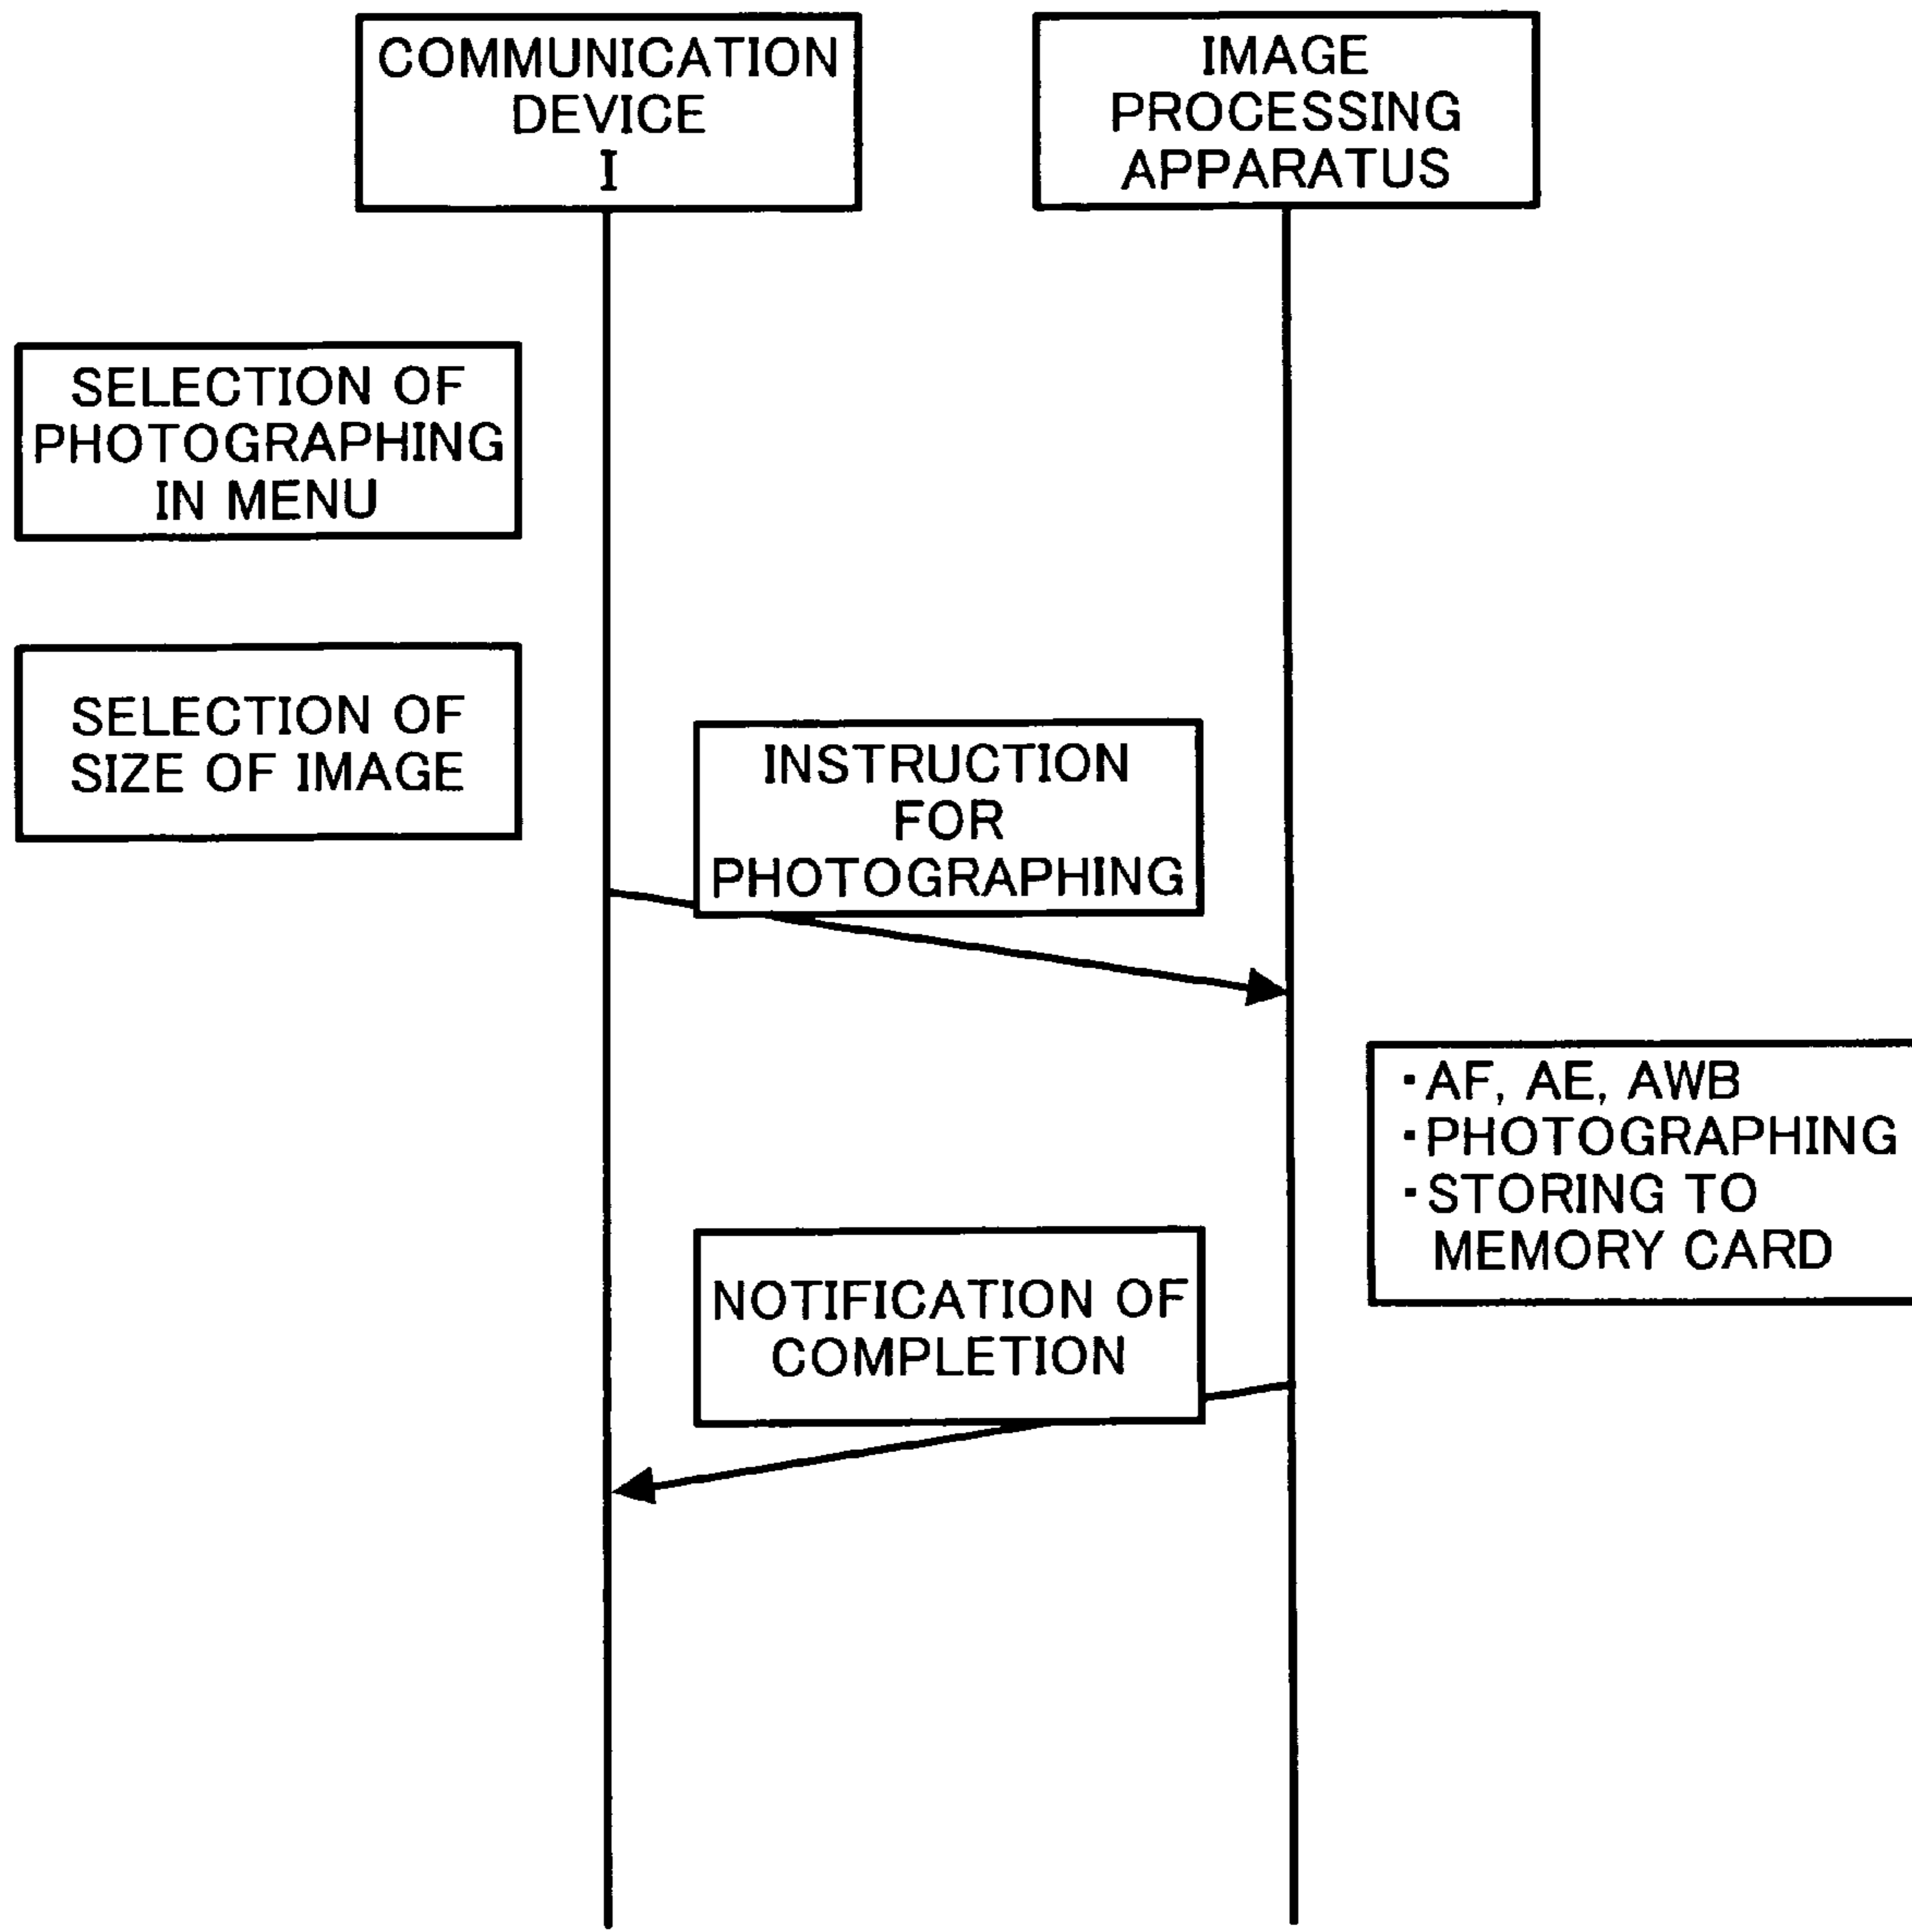 COMMUNICATION
DEVICE
I
IMAGE
PROCESSING
APPARATUS
SELECTION OF
PHOTOGRAPHING
IN MENU
SELECTION OF
SIZE OF IMAGE
INSTRUCTION
FOR
PHOTOGRAPHING
・AF, AE, AWB
・PHOTOGRAPHING
・STORING TO
MEMORY CARD
NOTIFICATION OF
COMPLETION